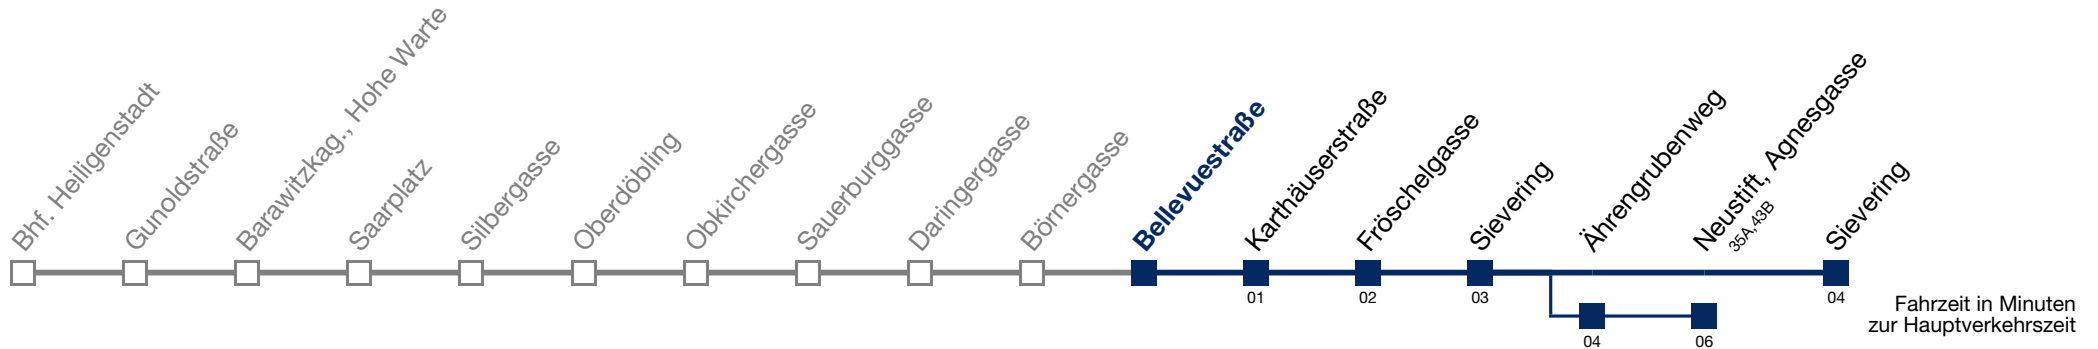 Bhf. Heiligenstadt
Gunoldstraße
Barawitzkag., Hohe Warte
Saarplatz
Silbergasse
Oberdöbling
Obkirchergasse
Sauerburggasse
Daringergasse
Börnergasse
Bellevuestraße
Karthäuserstraße
Fröschelgasse
Sievering
Ährengrubenweg
Neustift, Agnesgasse
35A,43B
Sievering
01
02
03
04
04
06
Fahrzeit in Minuten
zur Hauptverkehrszeit